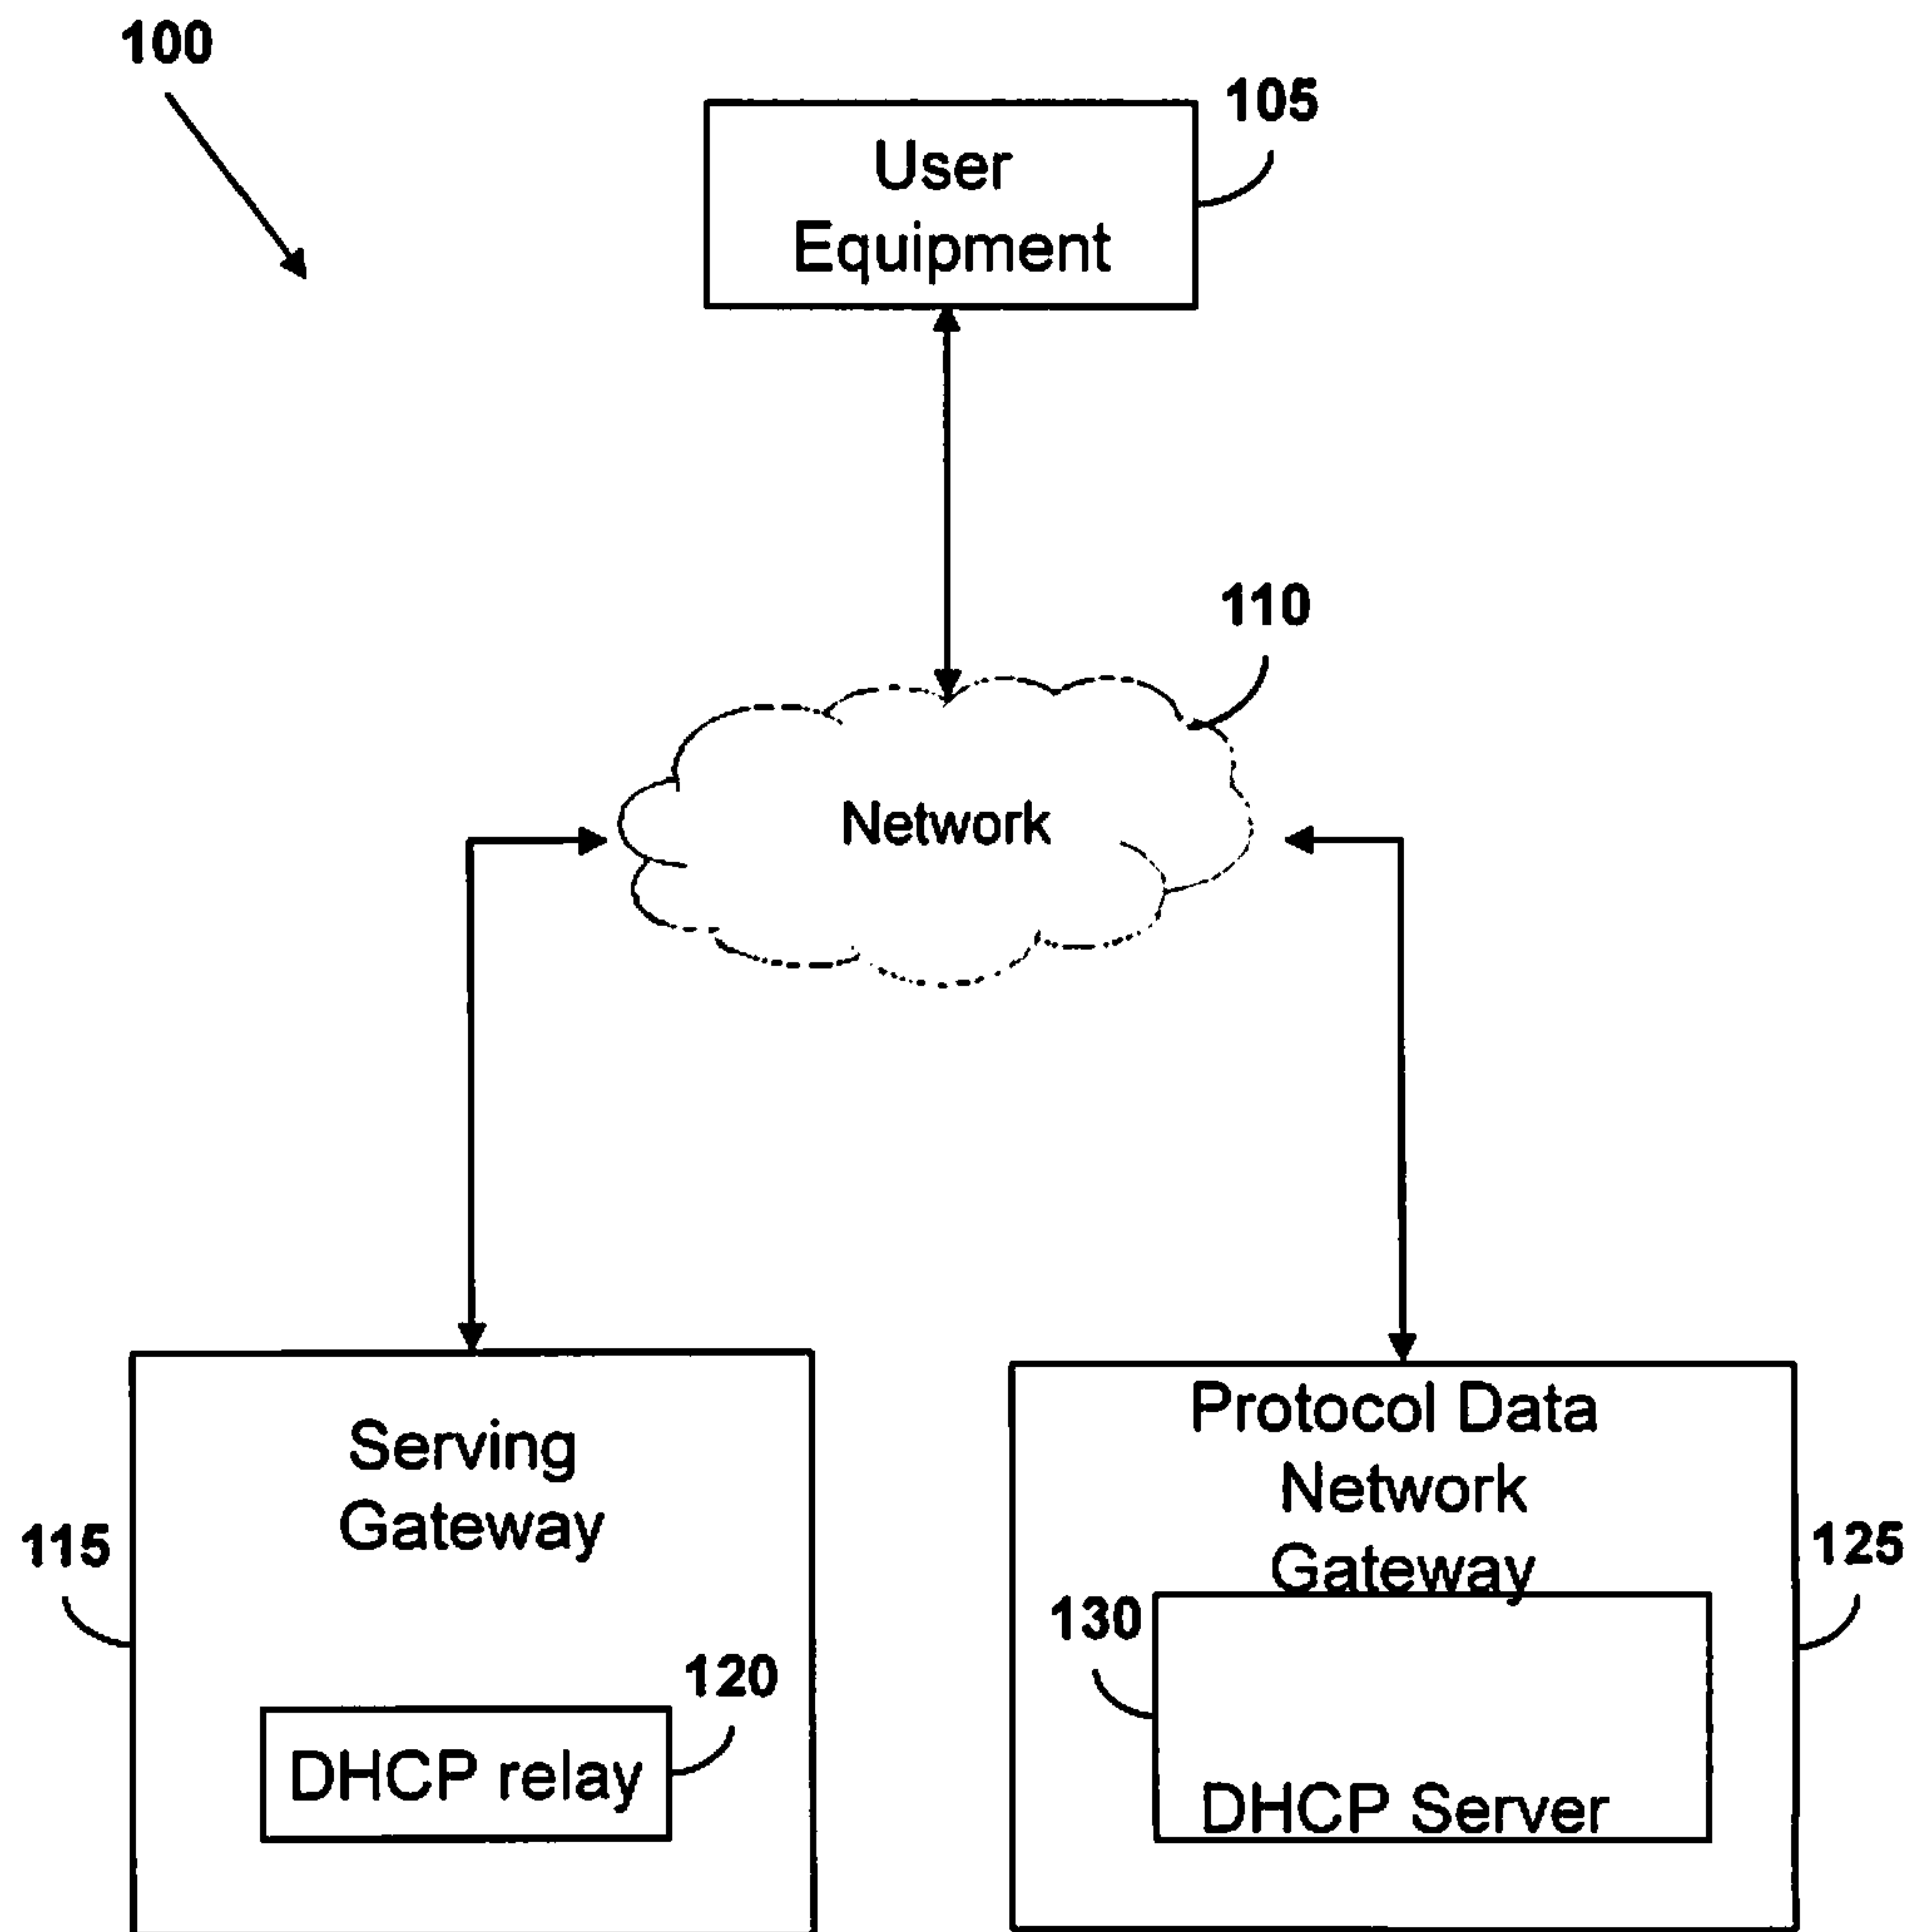 100
105
User
Equipment
110
Network
Serving
Gateway
115
120
DHCP relay
Protocol Data
Network
Gateway
125
130
DHCP Server